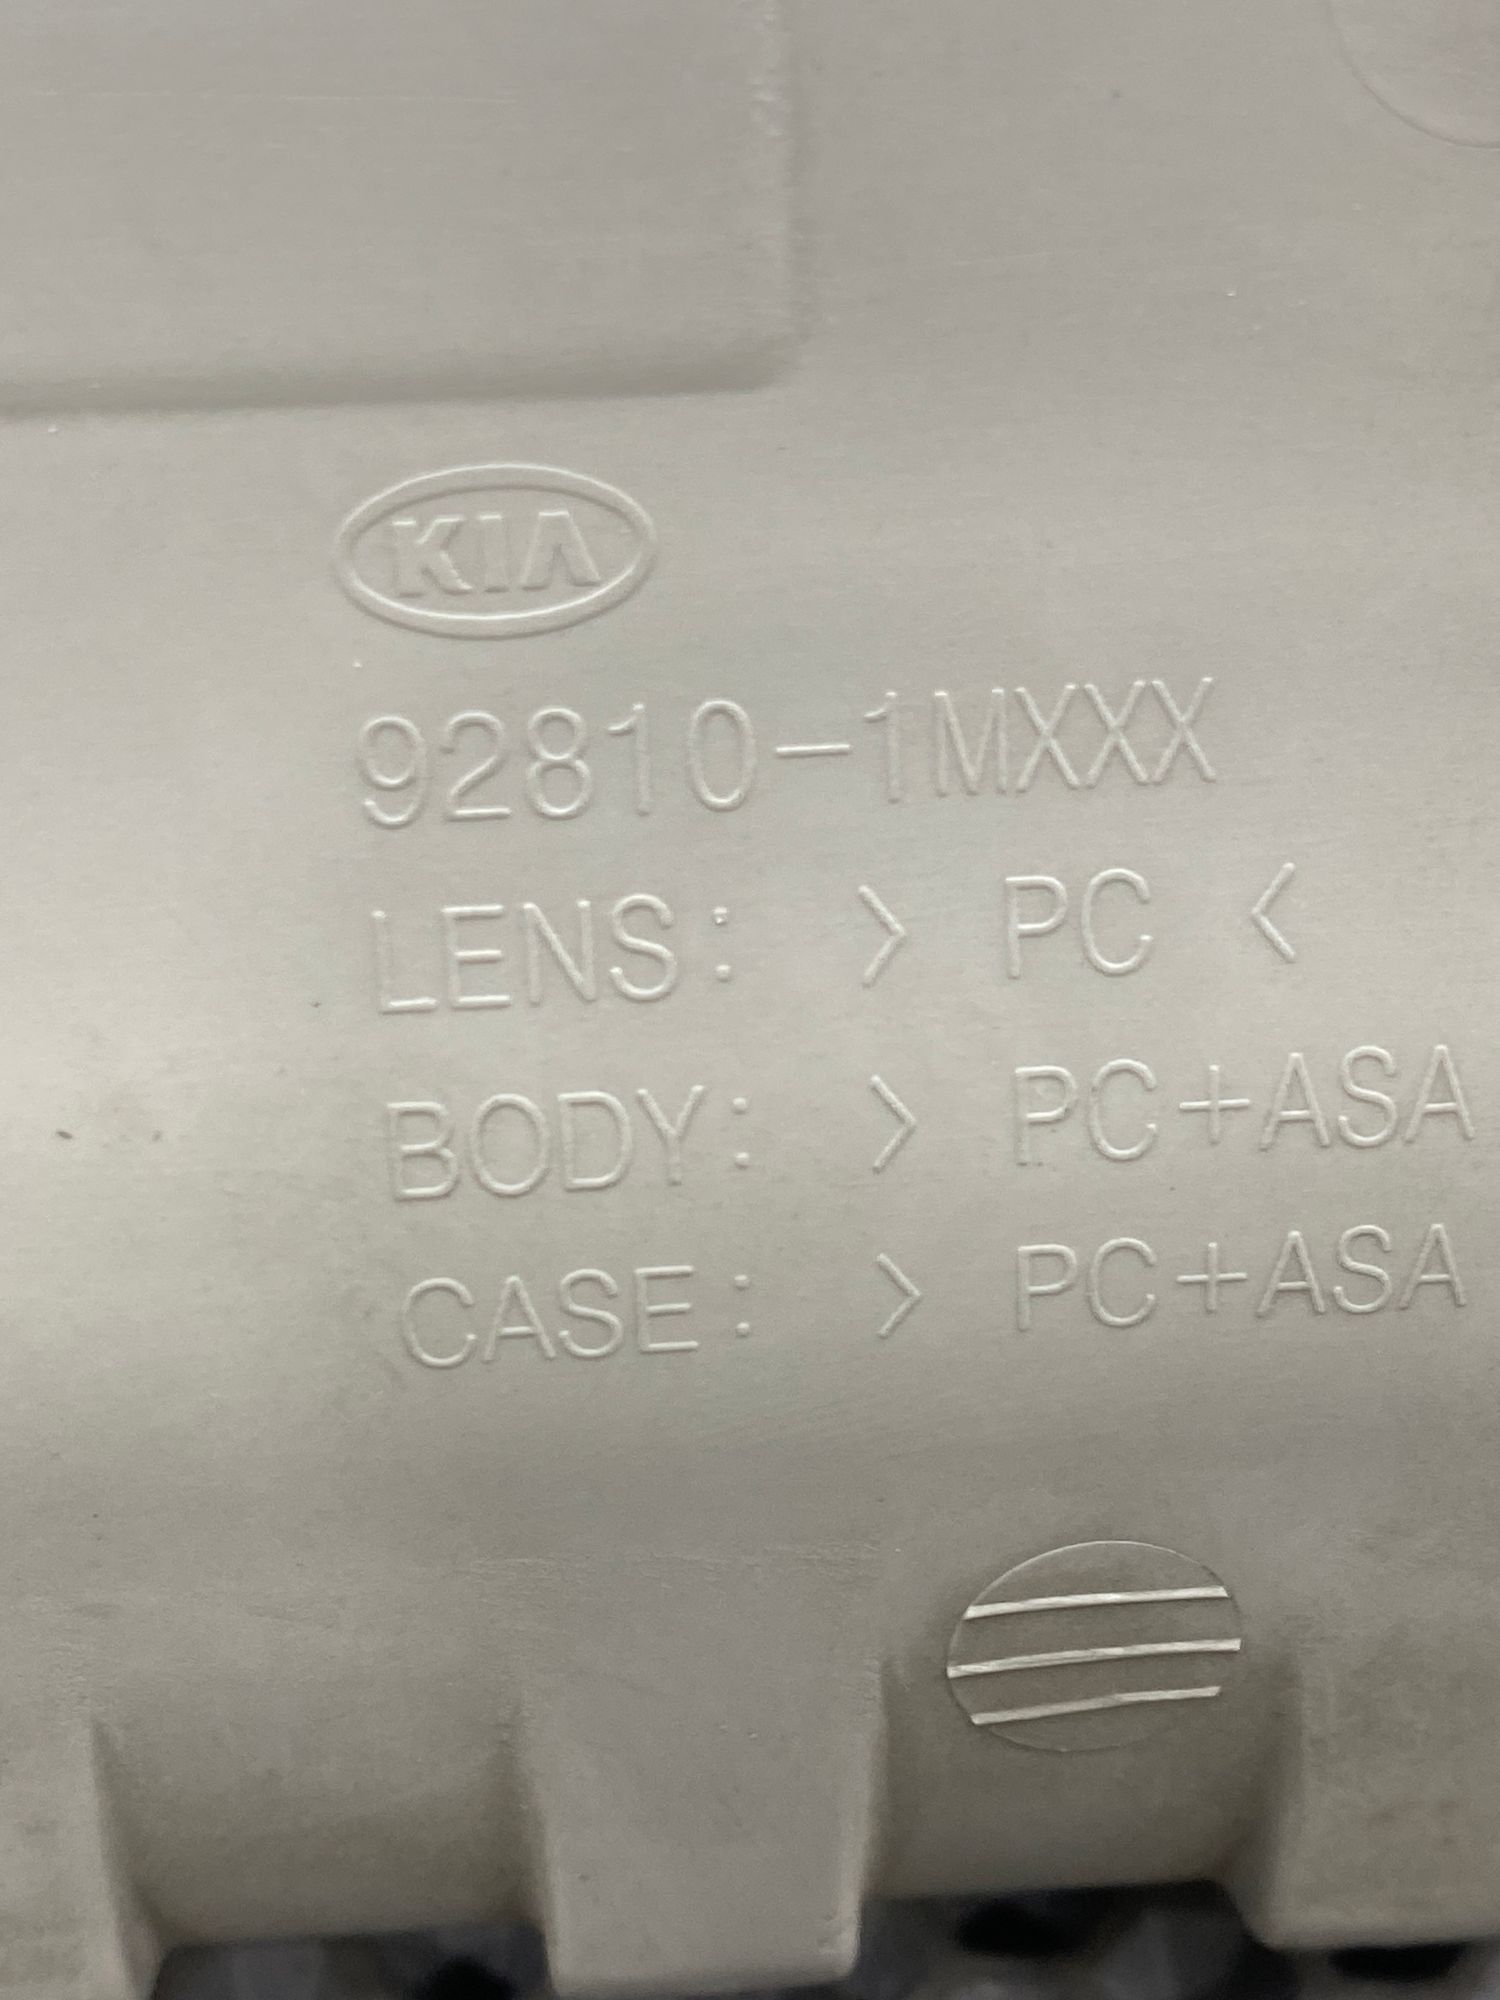 KIA
92810-1MXXX
LENS: > PC <
BODY: > PC+ASA
CASE: > PC+ASA